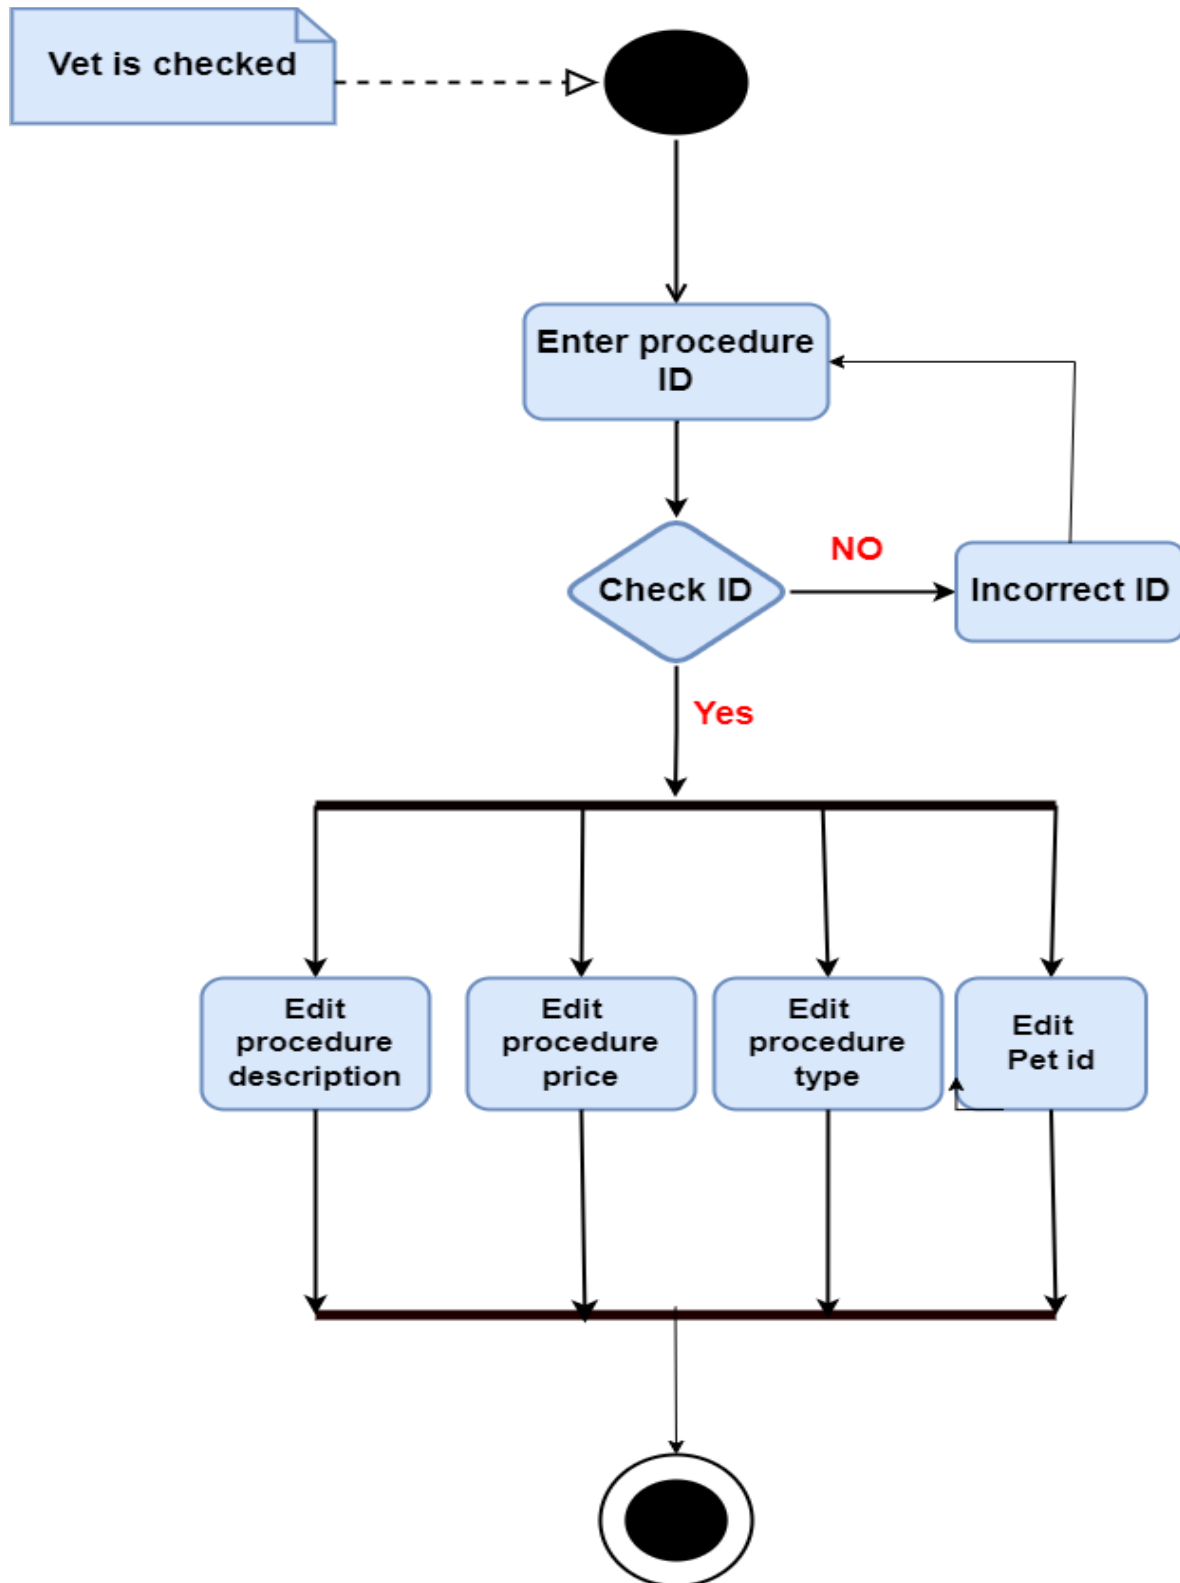 Vet is checked
Enter procedure
ID
Check ID
NO
Incorrect ID
Yes
Edit
procedure
description
Edit
procedure
price
Edit
procedure
type
Edit
Pet id